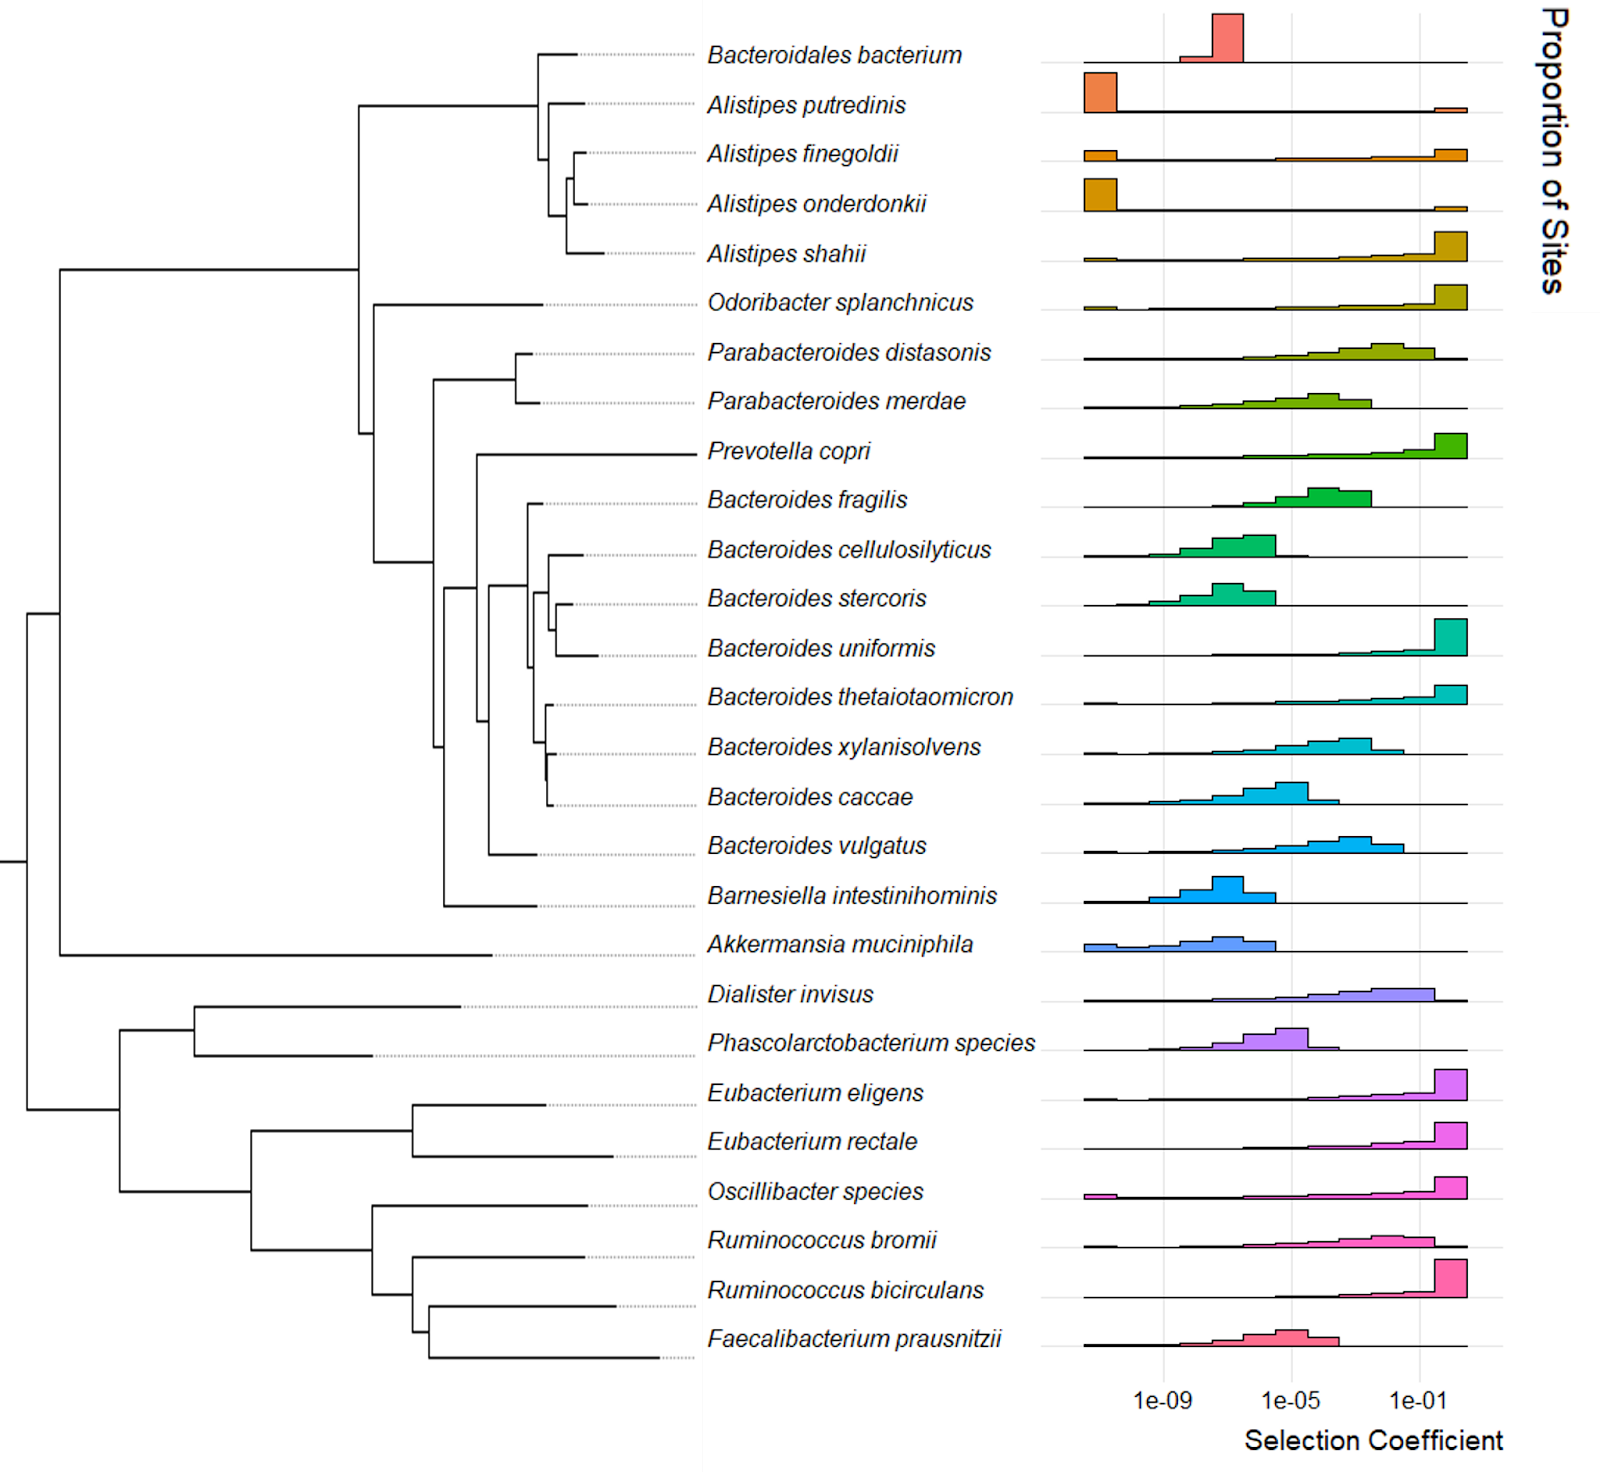 Proportion of Sites
Bacteroidales bacterium
Alistipes putredinis
Alistipes finegoldii
Alistipes onderdonkii
Alistipes shahii
Odoribacter splanchnicus
Parabacteroides distasonis
Parabacteroides merdae
Prevotella copri
Bacteroides fragilis
Bacteroides cellulosilyticus
Bacteroides stercoris
Bacteroides uniformis
Bacteroides thetaiotaomicron
Bacteroides xylanisolvens
Bacteroides caccae
Bacteroides vulgatus
Barnesiella intestinihominis
Akkermansia muciniphila
Dialister invisus
Phascolarctobacterium species
Eubacterium eligens
Eubacterium rectale
Oscillibacter species
Ruminococcus bromii
Ruminococcus bicirculans
Faecalibacterium prausnitzii
1e-09 1e-05 1e-01
Selection Coefficient